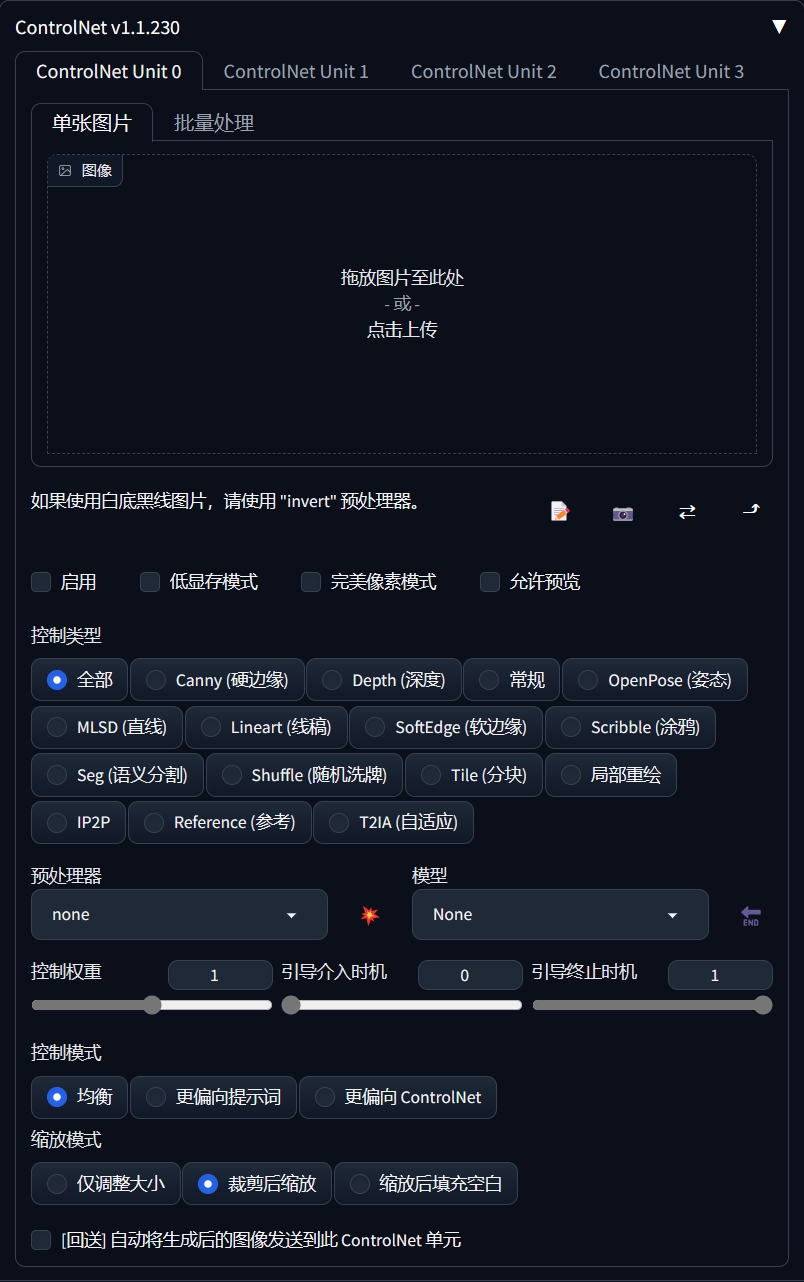 ControlNet v1.1.230 ▼
ControlNet Unit 0 ControlNet Unit 1 ControlNet Unit 2 ControlNet Unit 3
单张图片 批量处理
图像
拖放图片至此处
- 或 -
点击上传
如果使用白底黑线图片，请使用 "invert" 预处理器。
启用 低显存模式 完美像素模式 允许预览
控制类型
全部 Canny (硬边缘) Depth (深度) 常规 OpenPose (姿态)
MLSD (直线) Lineart (线稿) SoftEdge (软边缘) Scribble (涂鸦)
Seg (语义分割) Shuffle (随机洗牌) Tile (分块) 局部重绘
IP2P Reference (参考) T2IA (自适应)
预处理器 模型
none None END
控制权重 1 引导介入时机 0 引导终止时机 1
控制模式
均衡 更偏向提示词 更偏向 ControlNet
缩放模式
仅调整大小 裁剪后缩放 缩放后填充空白
[回送] 自动将生成后的图像发送到此 ControlNet 单元